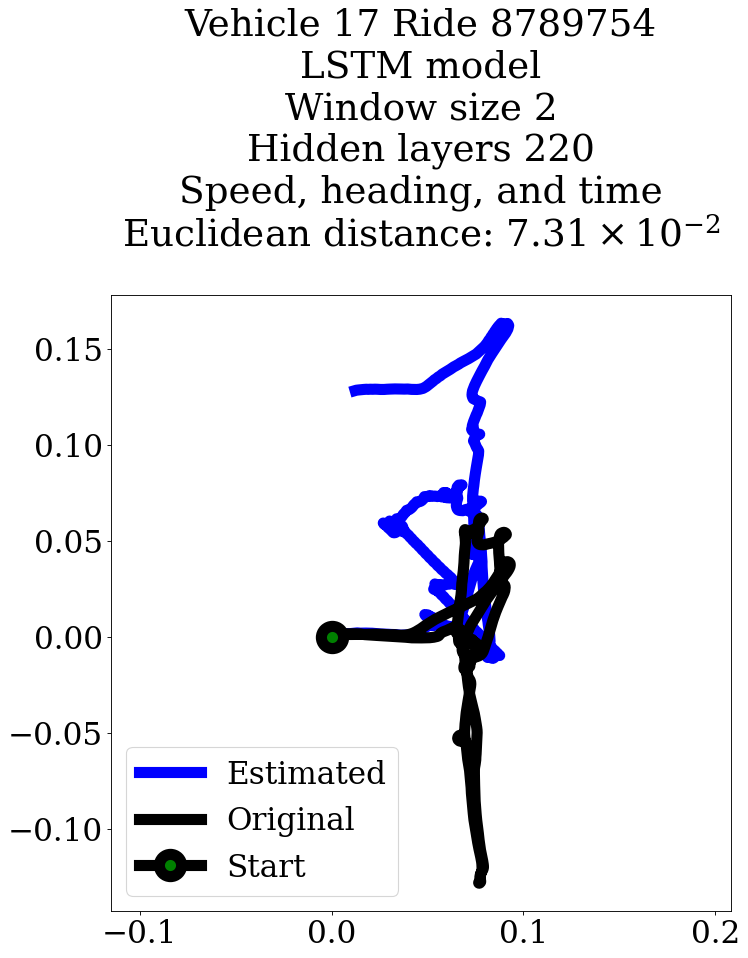 Vehicle 17 Ride 8789754
LSTM model
Window size 2
Hidden layers 220
Speed, heading, and time
Euclidean distance: 7.31 × 10⁻²
0.15
0.10
0.05
0.00
−0.05
−0.10
Estimated
Original
Start
−0.1 0.0 0.1 0.2